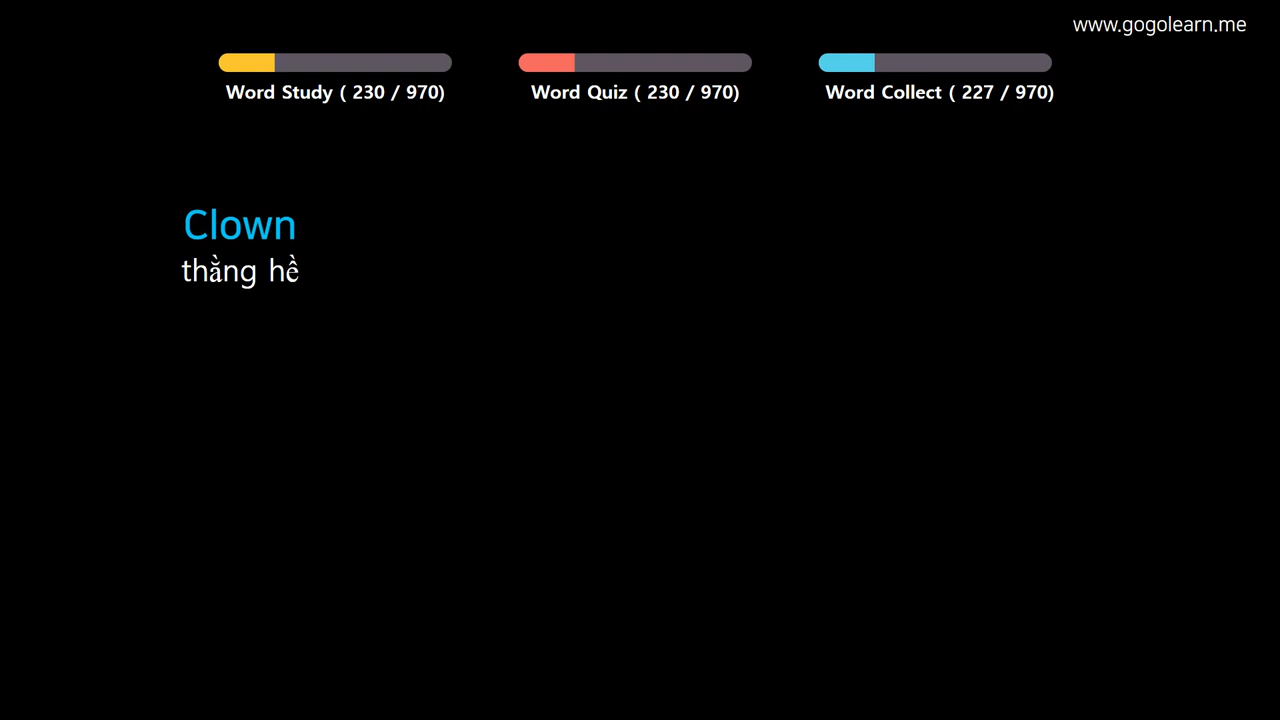 www.gogolearn.me
Word Study ( 230 / 970)
Word Quiz ( 230 / 970)
Word Collect ( 227 / 970)
Clown
thằng hề